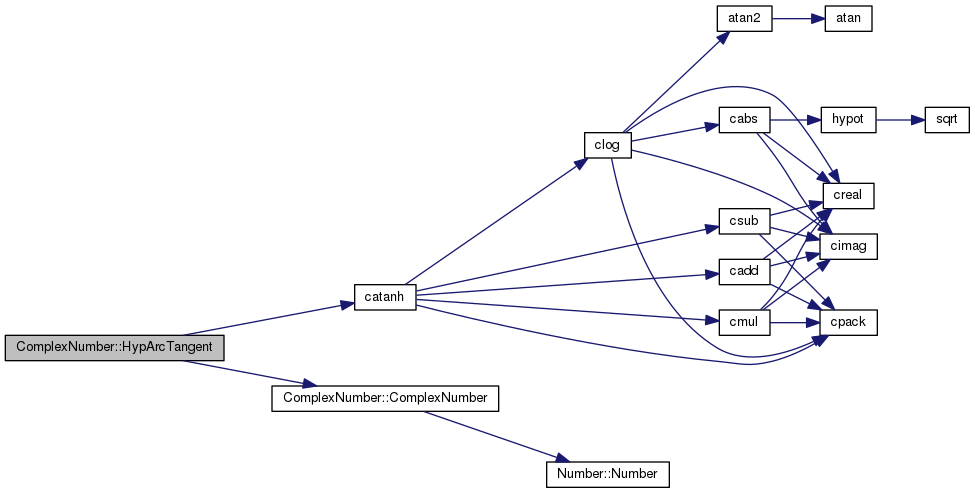 atan2
atan
cabs
hypot
sqrt
clog
creal
csub
cimag
cadd
catanh
cmul
cpack
ComplexNumber::HypArcTangent
ComplexNumber::ComplexNumber
Number::Number